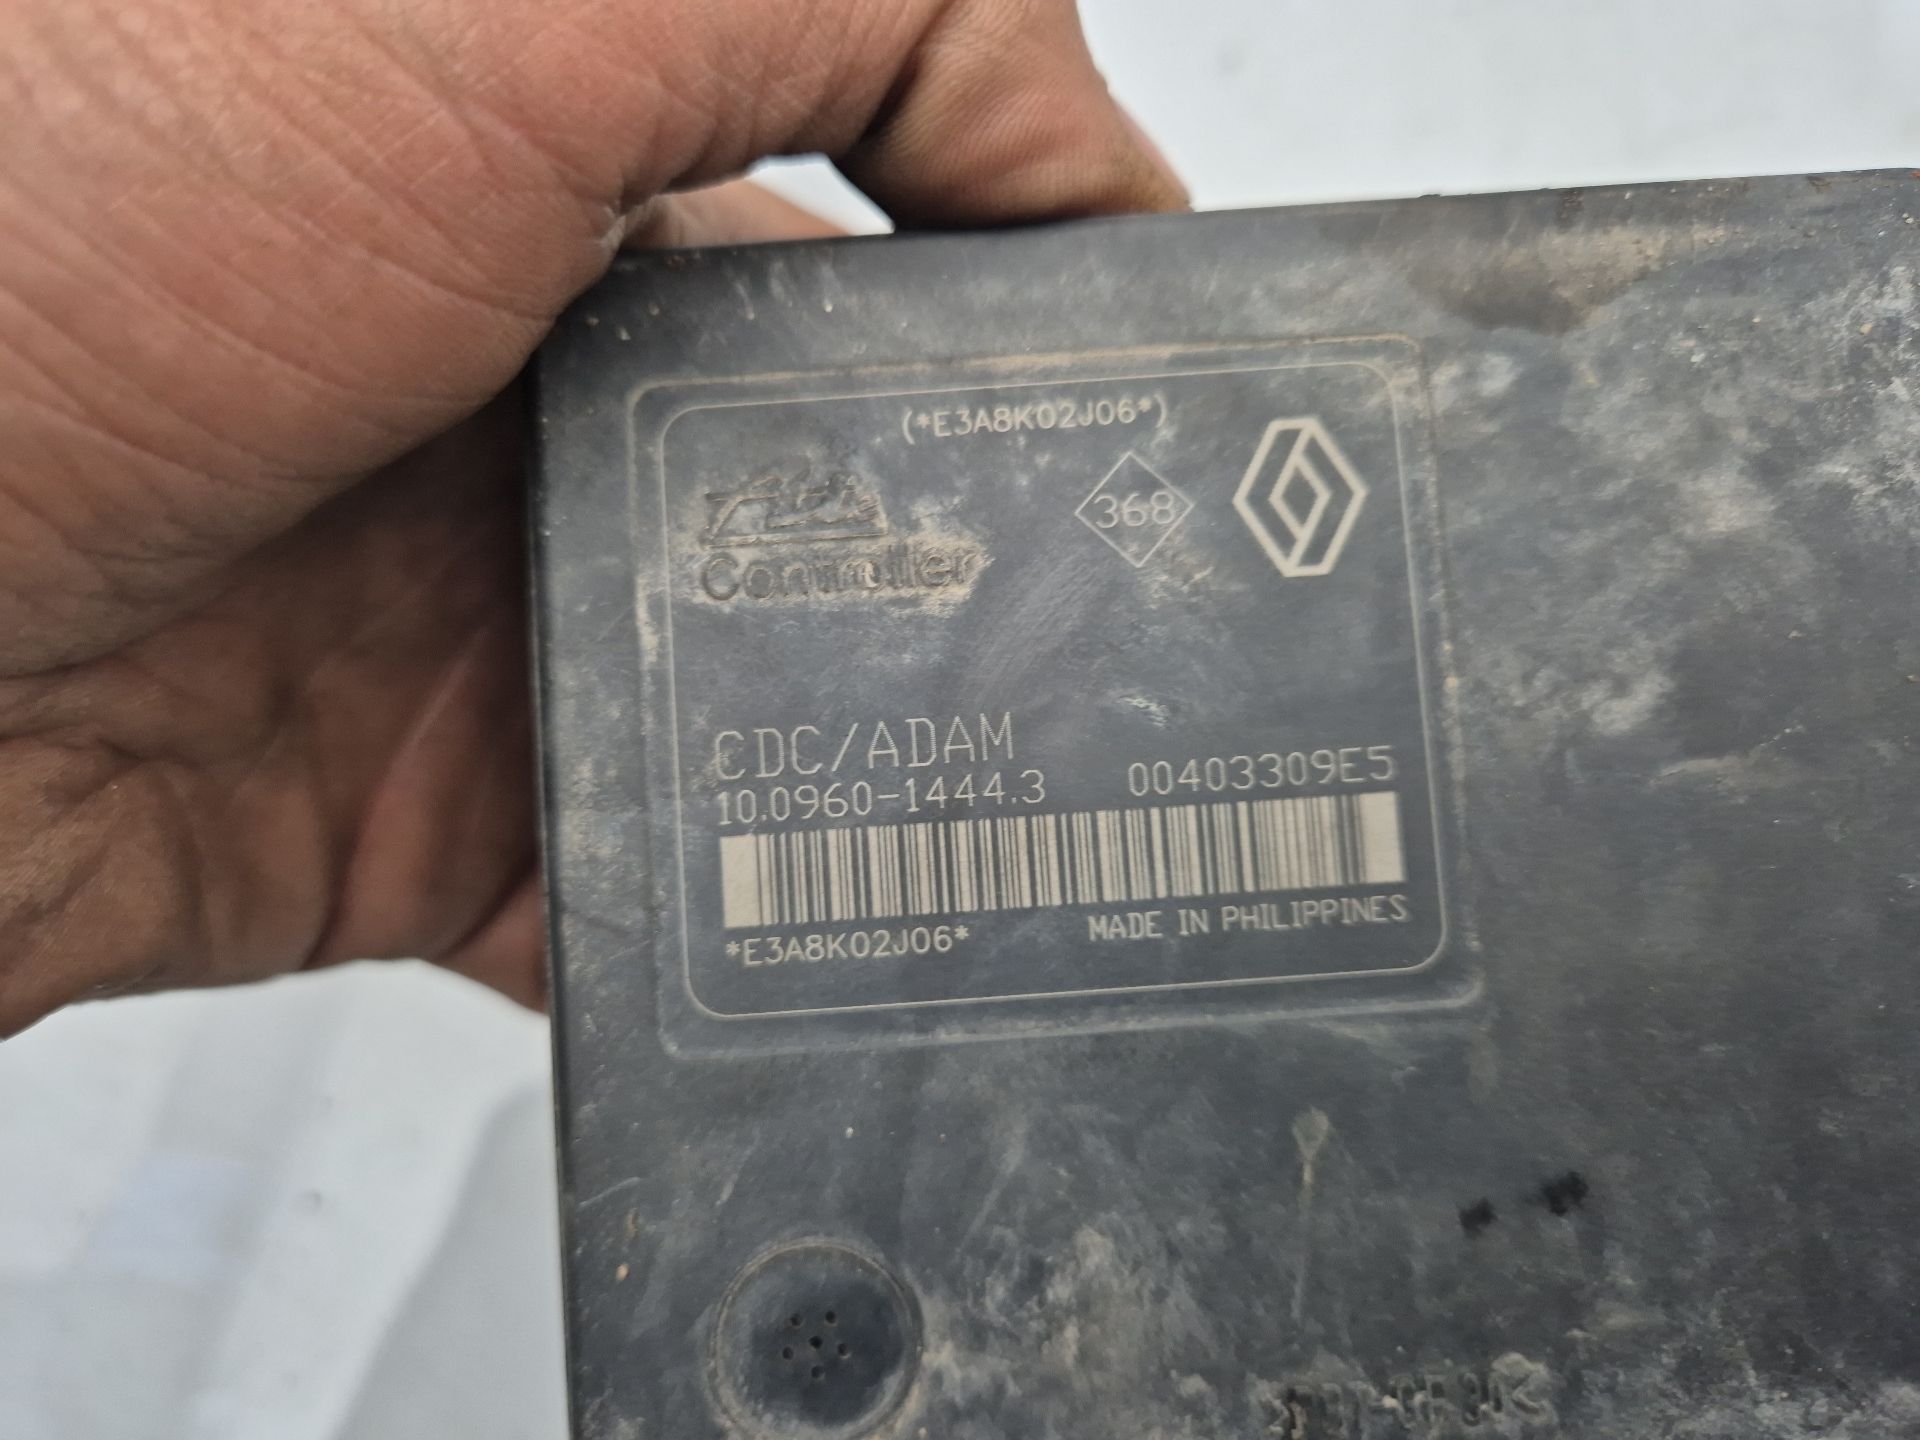 (*E3A8K02J06*)
368
Controller
CDC/ADAM
10.0960-1444.3 00403309E5
*E3A8K02J06* MADE IN PHILIPPINES